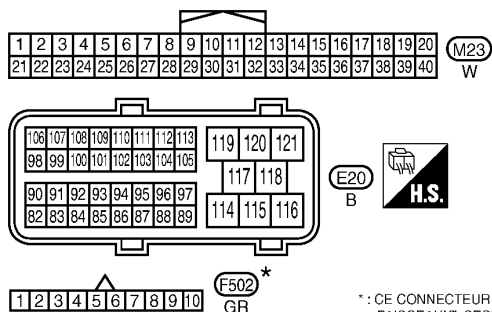 1 2 3 4 5 6 7 8 9 10 11 12 13 14 15 16 17 18 19 20
21 22 23 24 25 26 27 28 29 30 31 32 33 34 35 36 37 38 39 40
M23
W
106 107 108 109 110 111 112 113
98 99 100 101 102 103 104 105
90 91 92 93 94 95 96 97
82 83 84 85 86 87 88 89
119 120 121
117 118
114 115 116
E20
B
H.S.
1 2 3 4 5 6 7 8 9 10
F502 *
GR
* : CE CONNECTEUR